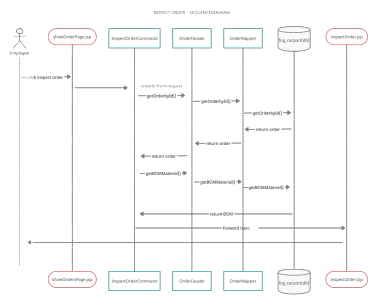 INSPECT ORDER - SEQUENCEDIAGRAM
showOrderPage.jsp
InspectOrderCommand
OrderFacade
OrderMapper
fog_carport(db)
InspectOrder.jsp
Employee
click inspect order
orderId from request
getOrderbyId()
getOrderbyId()
getOrderbyId()
return order
return order
return order
getBOMMaterial()
getBOMMaterial()
getBOMMaterial()
return BOM
Forward User.
showOrdersPage.jsp
InspectOrderCommand
OrderFacade
OrderMapper
fog_carport(db)
InspectOrder.jsp